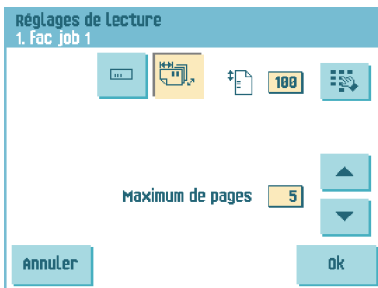 Réglages de lecture
1. Fac job 1
100
Maximum de pages 5
Annuler
Ok